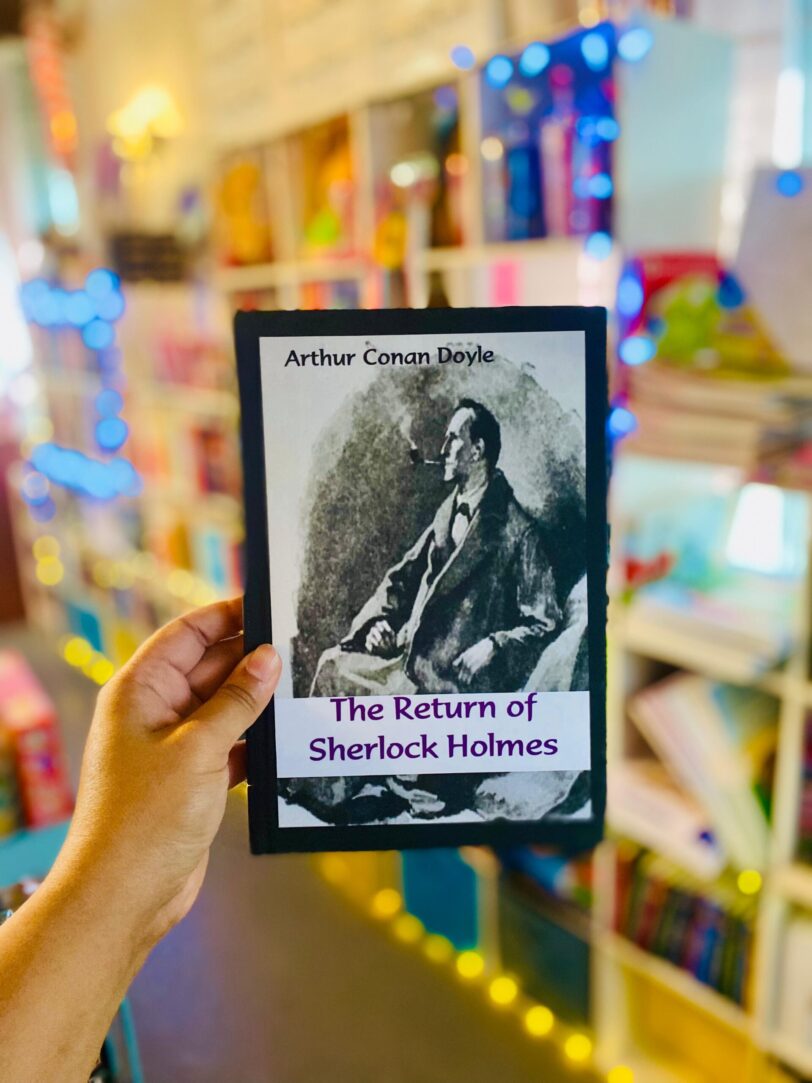 Arthur Conan Doyle
The Return of
Sherlock Holmes